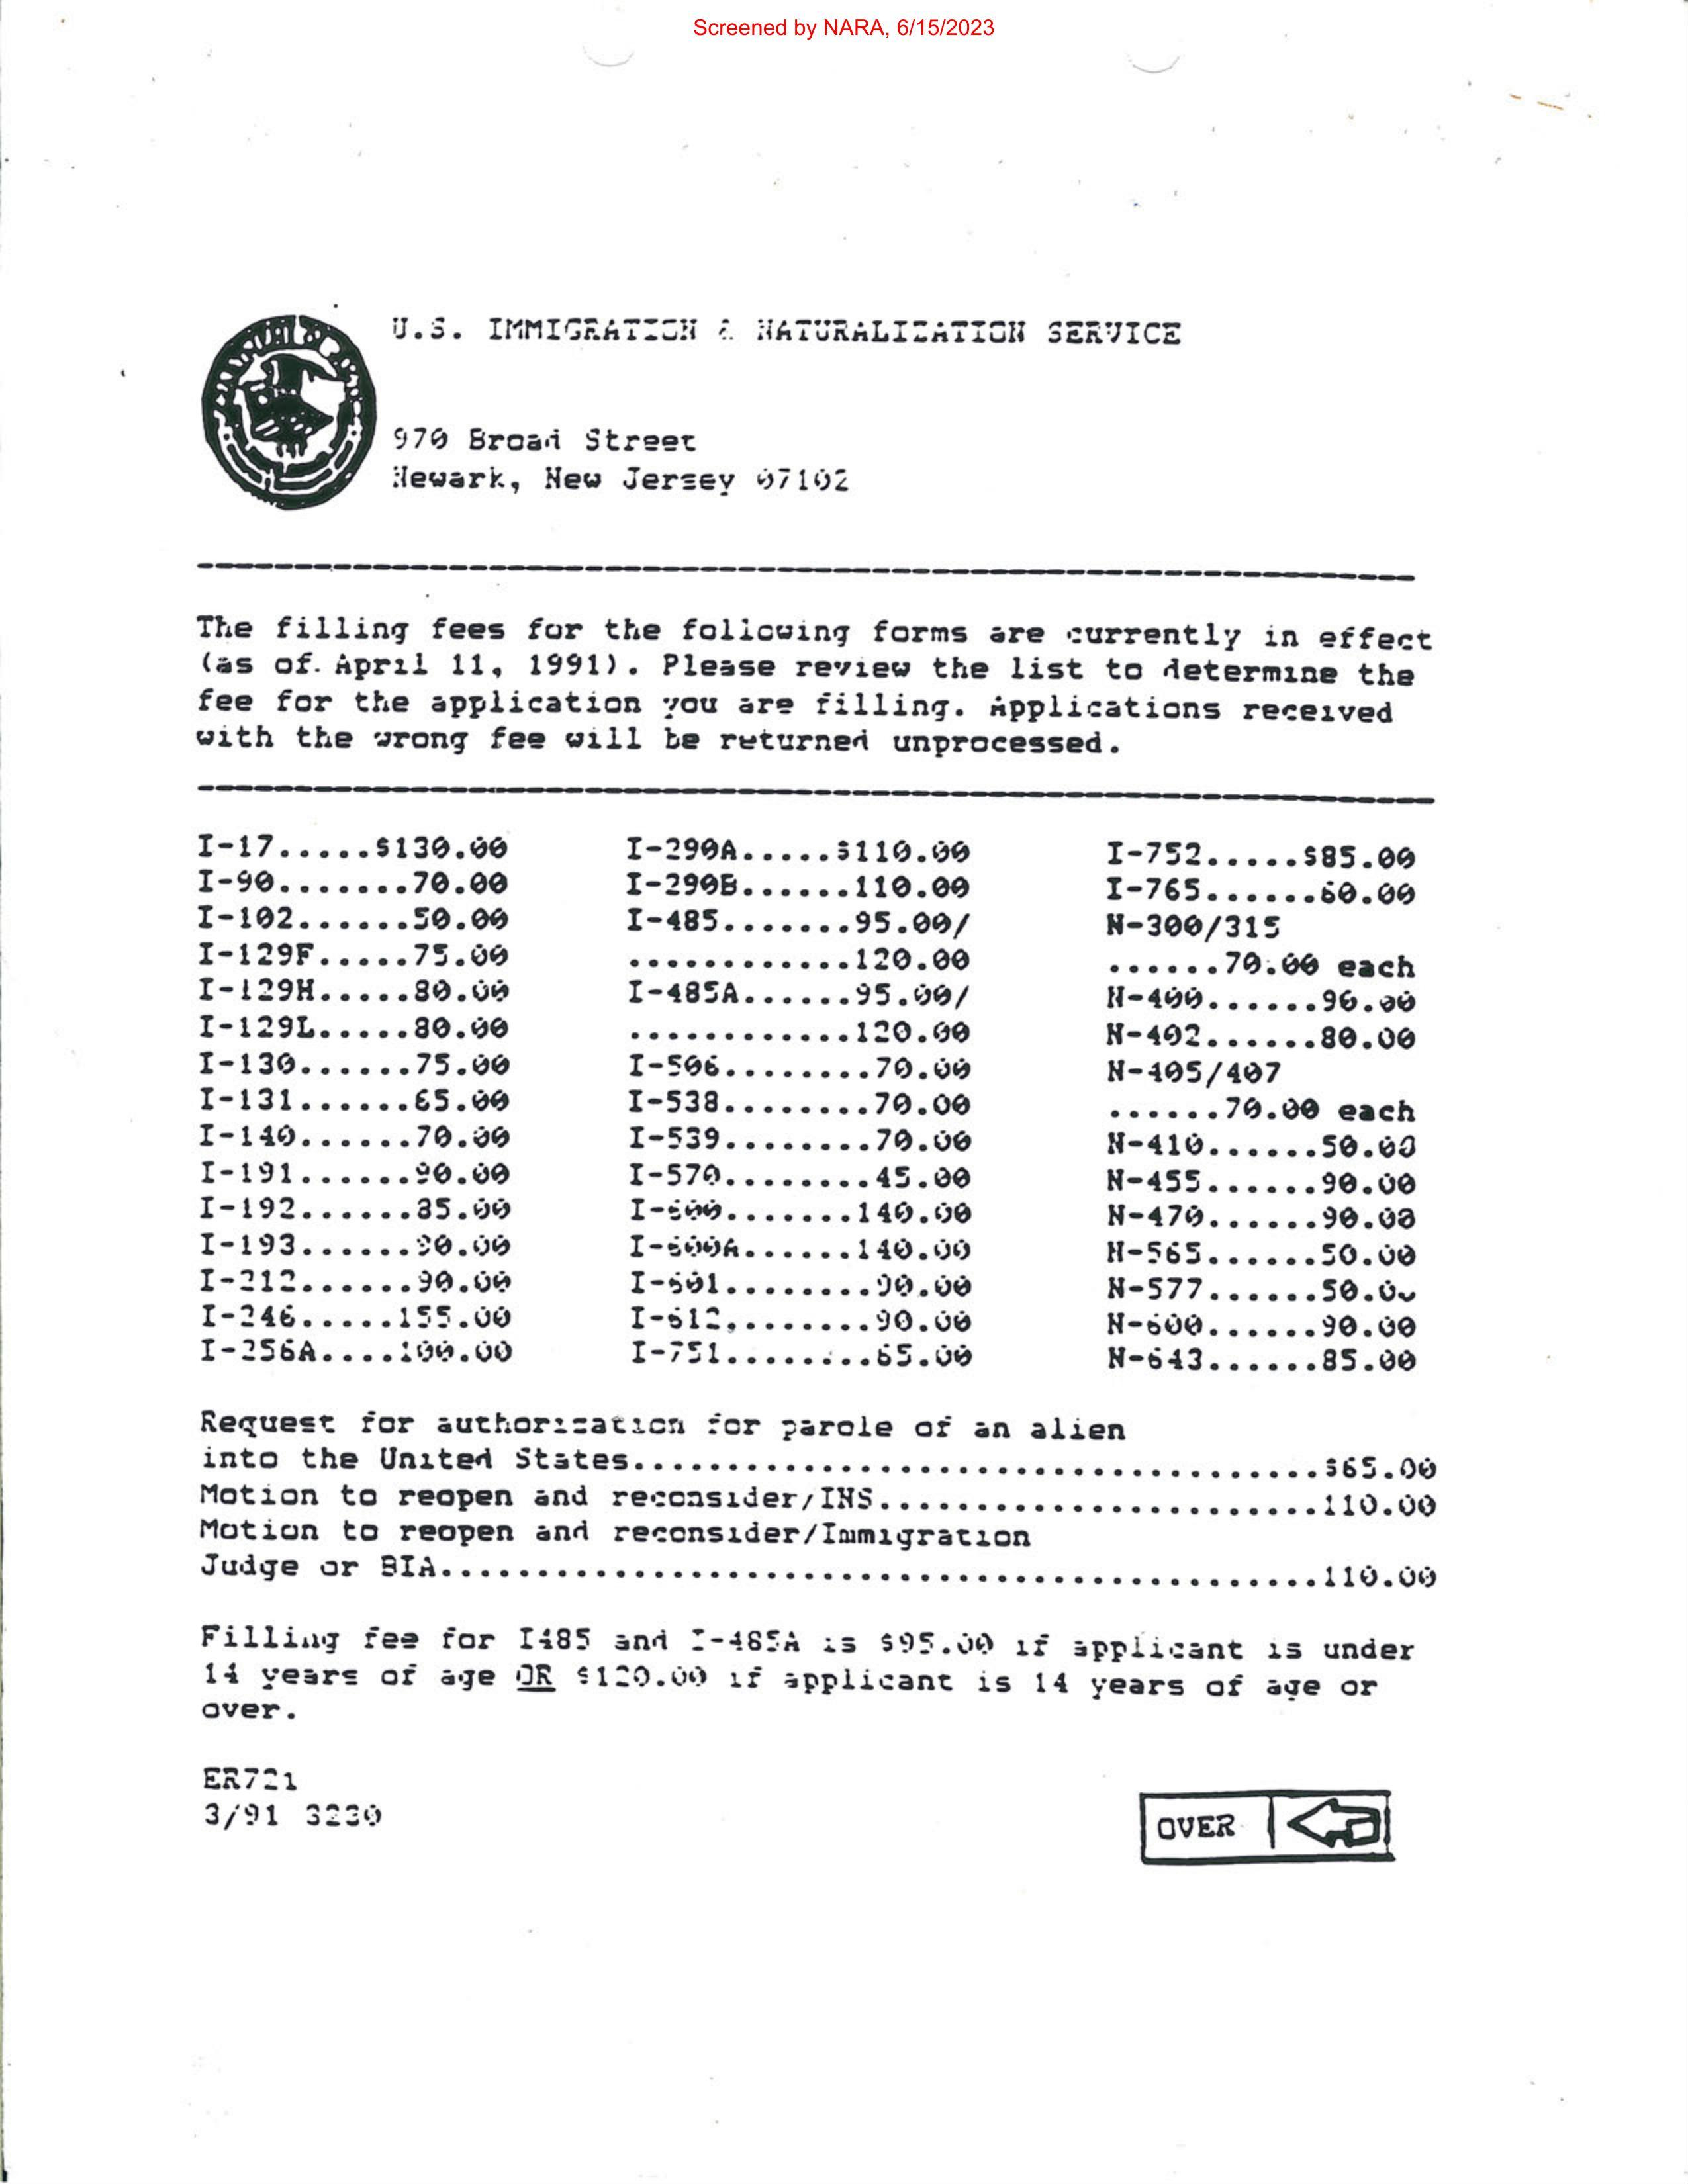 Screened by NARA, 6/15/2023
U.S. IMMIGRATION & NATURALIZATION SERVICE
970 Broad Street
Newark, New Jersey 07102
The filling fees for the following forms are currently in effect
(as of. April 11, 1991). Please review the list to determine the
fee for the application you are filling. Applications received
with the wrong fee will be returned unprocessed.
I-17.....$130.00
I-90.......70.00
I-102......50.00
I-129F.....75.00
I-129H.....80.00
I-129L.....80.00
I-130......75.00
I-131......65.00
I-140......70.00
I-191......90.00
I-192......85.00
I-193......90.00
I-212......90.00
I-246.....155.00
I-256A....100.00
I-290A.....$110.00
I-290B......110.00
I-485.......95.00/
............120.00
I-485A......95.00/
............120.00
I-506........70.00
I-538........70.00
I-539........70.00
I-570........45.00
I-600.......140.00
I-600A......140.00
I-601........90.00
I-612........90.00
I-751........65.00
I-752.....$85.00
I-765......60.00
N-300/315
......70.00 each
N-400......90.00
N-402......80.00
N-405/407
......70.00 each
N-410......50.00
N-455......90.00
N-470......90.00
N-565......50.00
N-577......50.00
N-600......90.00
N-643......85.00
Request for authorization for parole of an alien
into the United States....................................$65.00
Motion to reopen and reconsider/INS.......................110.00
Motion to reopen and reconsider/Immigration
Judge or BIA..............................................110.00
Filling fee for I485 and I-485A is $95.00 if applicant is under
14 years of age OR $120.00 if applicant is 14 years of age or
over.
ER721
3/91 3230
OVER